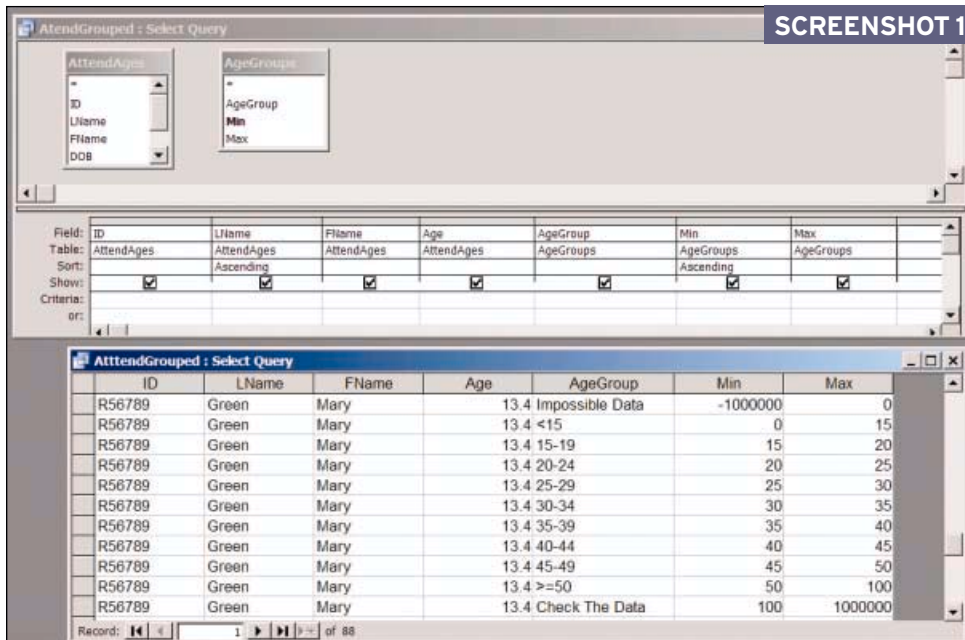 SCREENSHOT 1
AtendGrouped : Select Query
AttendAges
*
ID
LName
FName
DOB
AgeGroups
*
AgeGroup
Min
Max
Field: ID LName FName Age AgeGroup Min Max
Table: AttendAges AttendAges AttendAges AttendAges AgeGroups AgeGroups AgeGroups
Sort: Ascending Ascending
Show:
Criteria:
or:
AtttendGrouped : Select Query
ID LName FName Age AgeGroup Min Max
R56789 Green Mary 13.4 Impossible Data -1000000 0
R56789 Green Mary 13.4 <15 0 15
R56789 Green Mary 13.4 15-19 15 20
R56789 Green Mary 13.4 20-24 20 25
R56789 Green Mary 13.4 25-29 25 30
R56789 Green Mary 13.4 30-34 30 35
R56789 Green Mary 13.4 35-39 35 40
R56789 Green Mary 13.4 40-44 40 45
R56789 Green Mary 13.4 45-49 45 50
R56789 Green Mary 13.4 >=50 50 100
R56789 Green Mary 13.4 Check The Data 100 1000000
Record: 1 of 88